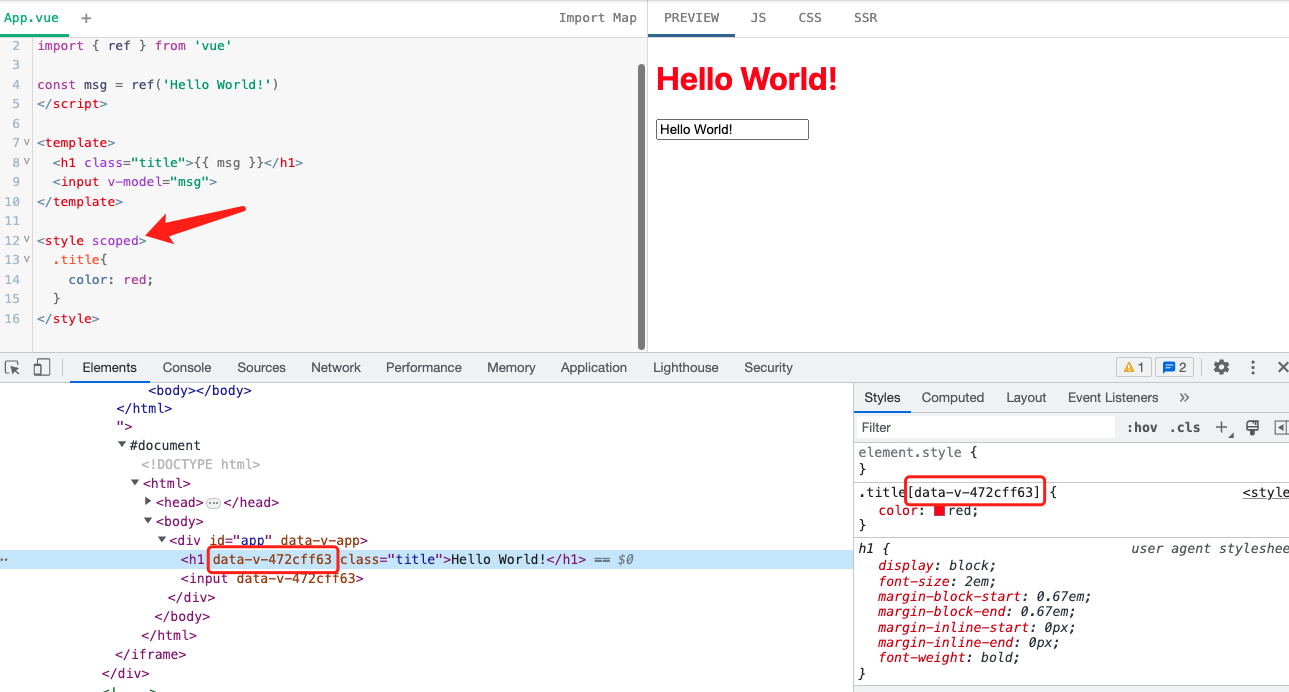 App.vue + Import Map
PREVIEW JS CSS SSR
2 import { ref } from 'vue'
3
4 const msg = ref('Hello World!')
5 </script>
6
7 <template>
8 <h1 class="title">{{ msg }}</h1>
9 <input v-model="msg">
10 </template>
11
12 <style scoped>
13 .title{
14 color: red;
15 }
16 </style>
Hello World!
Hello World!
Elements Console Sources Network Performance Memory Application Lighthouse Security 1 2
<body></body>
</html>
">
#document
<!DOCTYPE html>
<html>
<head>…</head>
<body>
<div id="app" data-v-app>
<h1 data-v-472cff63 class="title">Hello World!</h1> == $0
<input data-v-472cff63>
</div>
</body>
</html>
</iframe>
</div>
Styles Computed Layout Event Listeners »
Filter :hov .cls +
element.style {
}
.title[data-v-472cff63] { <style
color: red;
}
h1 { user agent styleshee
display: block;
font-size: 2em;
margin-block-start: 0.67em;
margin-block-end: 0.67em;
margin-inline-start: 0px;
margin-inline-end: 0px;
font-weight: bold;
}